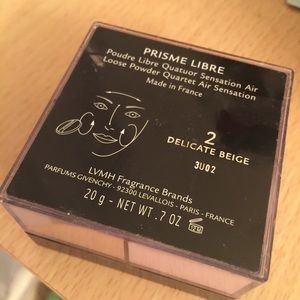 PRISME LIBRE
Poudre Libre Quatuor Sensation Air
Loose Powder Quartet Air Sensation
Made in France
2
DELICATE BEIGE
3U02
LVMH Fragrance Brands
PARFUMS GIVENCHY - 92300 LEVALLOIS - PARIS - FRANCE
20 g - NET WT. .7 OZ